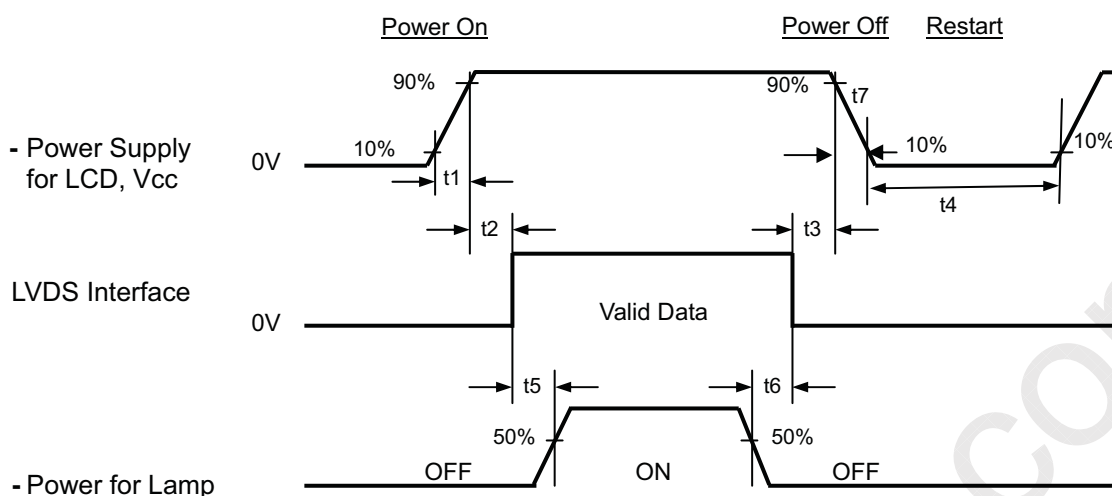 Power On Power Off Restart
90% 90% t7
- Power Supply
for LCD, Vcc
0V 10% 10% 10%
t1 t4
t2 t3
LVDS Interface
0V Valid Data
t5 t6
50% 50%
OFF ON OFF
- Power for Lamp